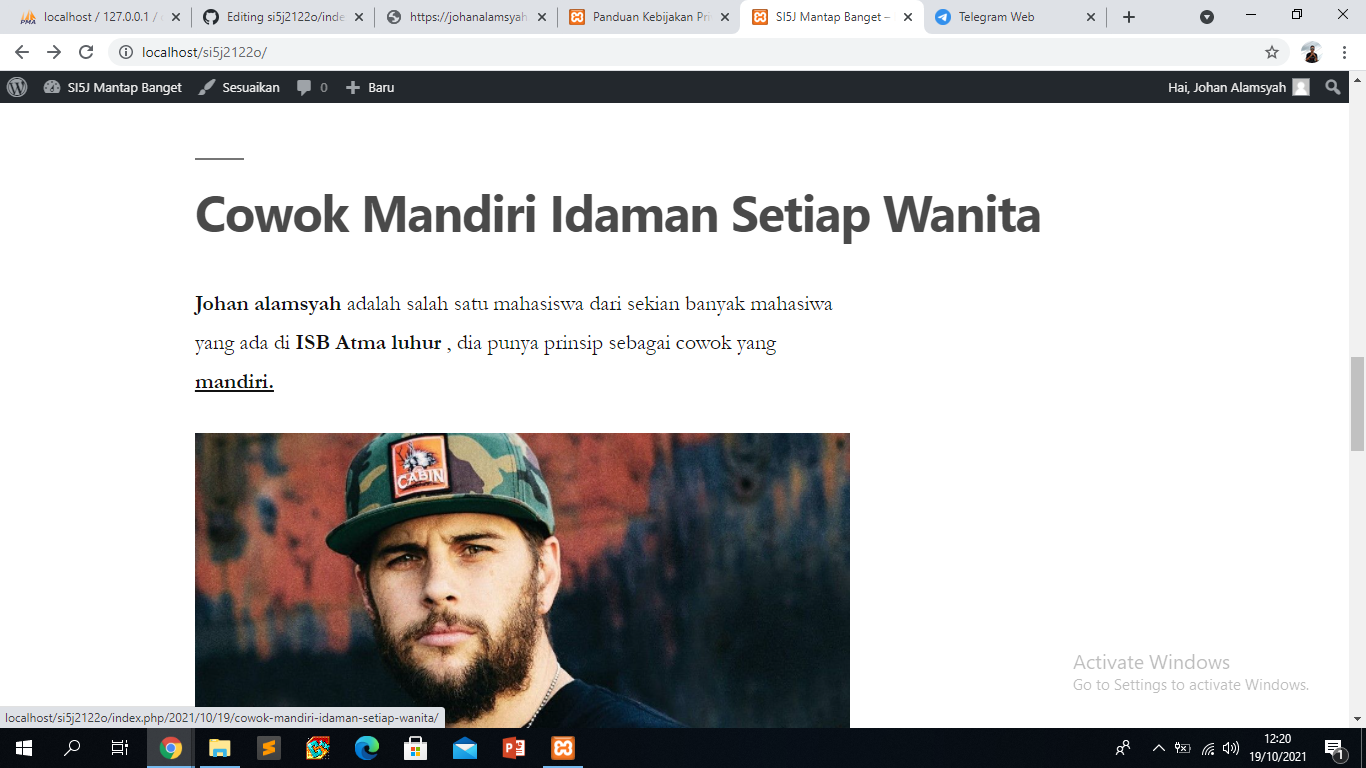 localhost / 127.0.0.1 /
Editing si5j2122o/inde
https://johanalamsyah
Panduan Kebijakan Pri
SI5J Mantap Banget –
Telegram Web
localhost/si5j2122o/
SI5J Mantap Banget
Sesuaikan
0
Baru
Hai, Johan Alamsyah
Cowok Mandiri Idaman Setiap Wanita
Johan alamsyah adalah salah satu mahasiswa dari sekian banyak mahasiwa
yang ada di ISB Atma luhur , dia punya prinsip sebagai cowok yang
mandiri.
CABIN
Activate Windows
Go to Settings to activate Windows.
localhost/si5j2122o/index.php/2021/10/19/cowok-mandiri-idaman-setiap-wanita/
12:20
19/10/2021
1